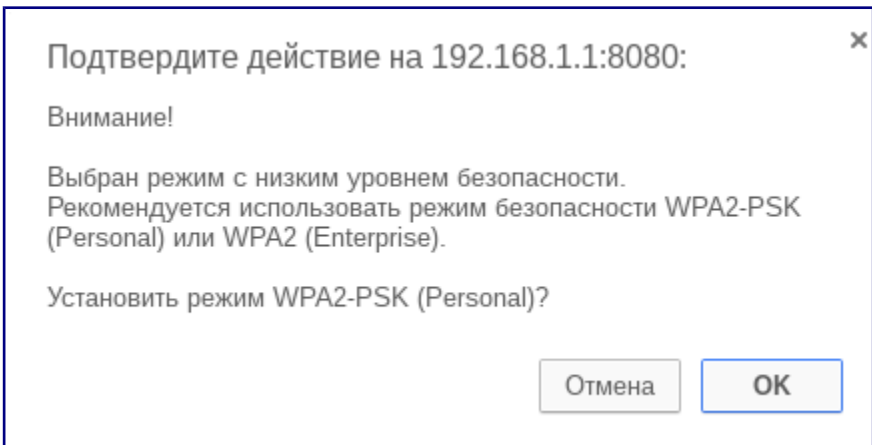 Подтвердите действие на 192.168.1.1:8080:
Внимание!
Выбран режим с низким уровнем безопасности.
Рекомендуется использовать режим безопасности WPA2-PSK
(Personal) или WPA2 (Enterprise).
Установить режим WPA2-PSK (Personal)?
Отмена
OK